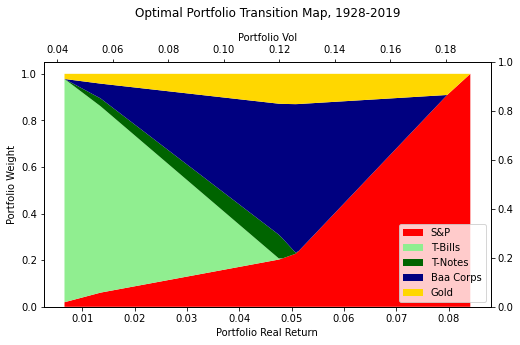 Optimal Portfolio Transition Map, 1928-2019
Portfolio Vol
0.04 0.06 0.08 0.10 0.12 0.14 0.16 0.18
1.0 1.0
0.8 0.8
0.6 0.6
0.4 0.4
0.2 0.2
0.0 0.0
Portfolio Weight
S&P
T-Bills
T-Notes
Baa Corps
Gold
0.01 0.02 0.03 0.04 0.05 0.06 0.07 0.08
Portfolio Real Return